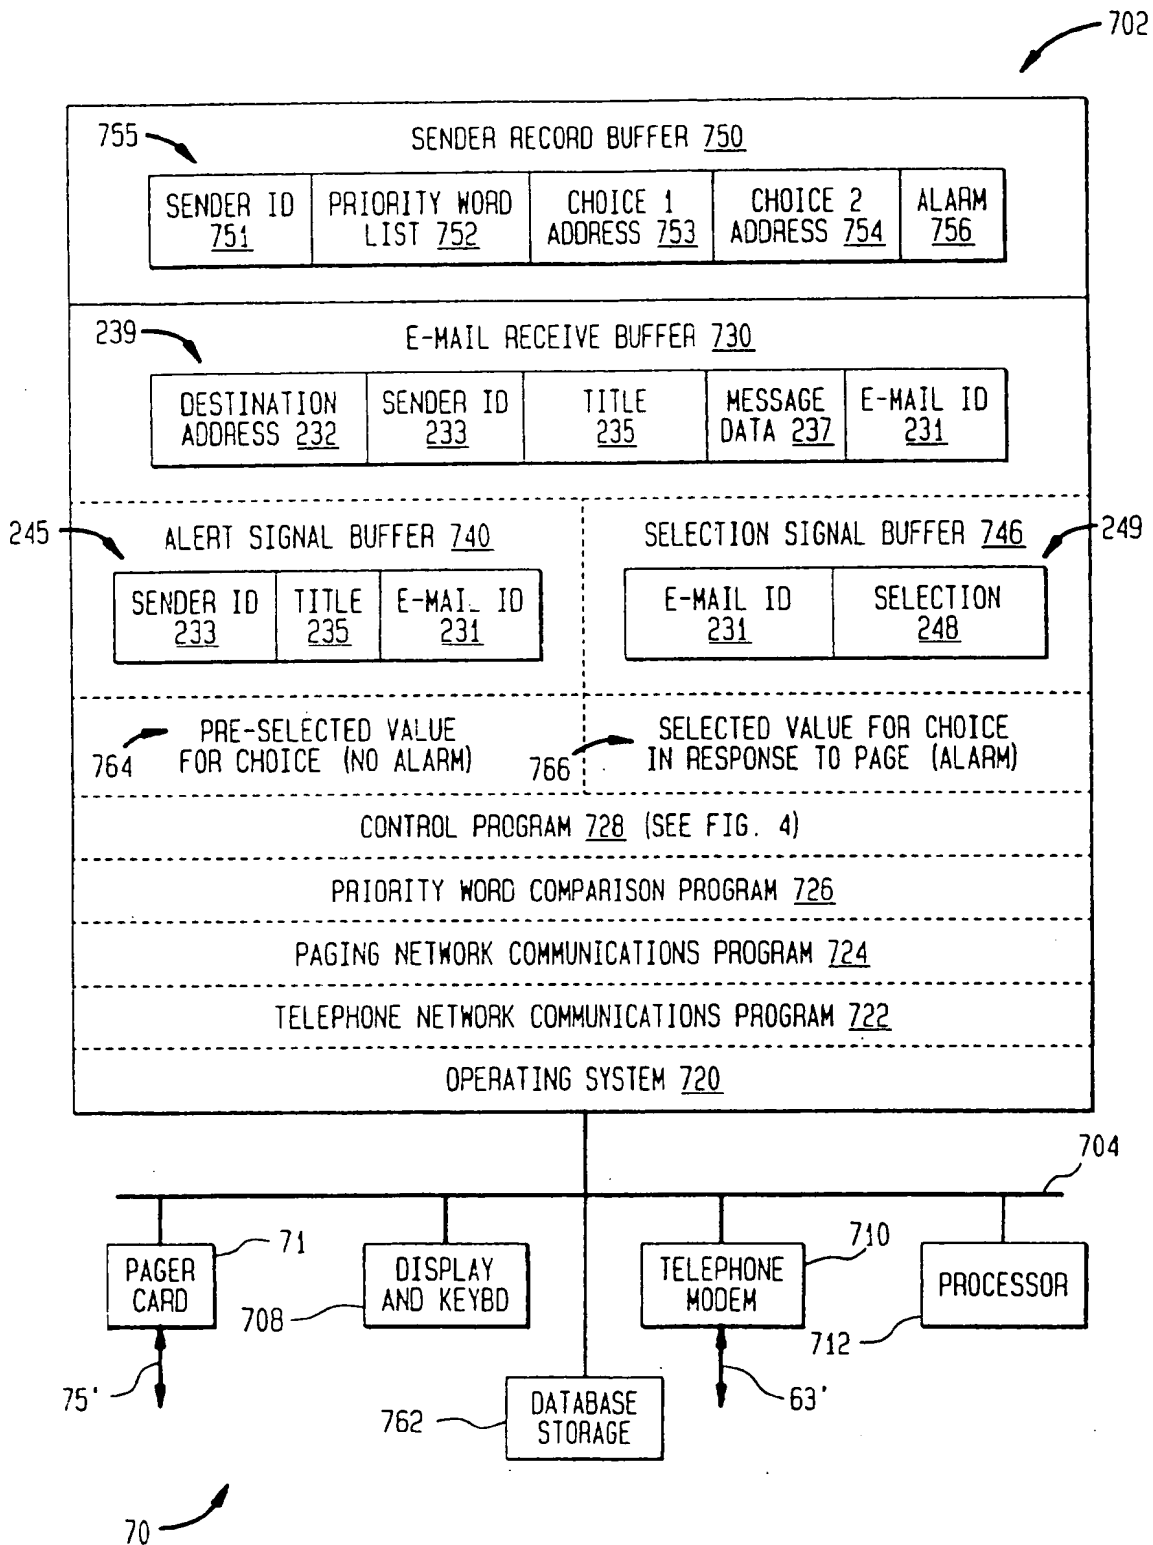 702
755
SENDER RECORD BUFFER 750
SENDER ID 751
PRIORITY WORD LIST 752
CHOICE 1 ADDRESS 753
CHOICE 2 ADDRESS 754
ALARM 756
239
E-MAIL RECEIVE BUFFER 730
DESTINATION ADDRESS 232
SENDER ID 233
TITLE 235
MESSAGE DATA 237
E-MAIL ID 231
245
ALERT SIGNAL BUFFER 740
SENDER ID 233
TITLE 235
E-MAIL ID 231
SELECTION SIGNAL BUFFER 746
249
E-MAIL ID 231
SELECTION 248
764
PRE-SELECTED VALUE
FOR CHOICE (NO ALARM)
766
SELECTED VALUE FOR CHOICE
IN RESPONSE TO PAGE (ALARM)
CONTROL PROGRAM 728 (SEE FIG. 4)
PRIORITY WORD COMPARISON PROGRAM 726
PAGING NETWORK COMMUNICATIONS PROGRAM 724
TELEPHONE NETWORK COMMUNICATIONS PROGRAM 722
OPERATING SYSTEM 720
704
PAGER
CARD
71
DISPLAY
AND KEYBD
708
TELEPHONE
MODEM
710
PROCESSOR
712
75'
63'
DATABASE
STORAGE
762
70